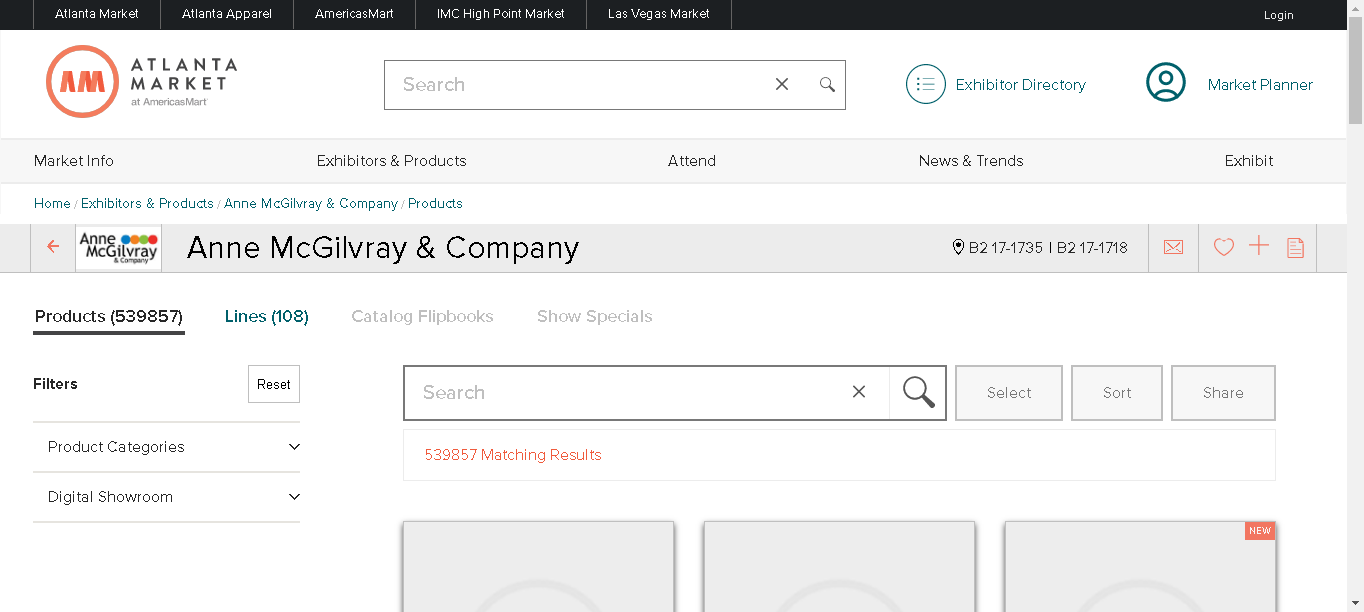 Atlanta Market Atlanta Apparel AmericasMart IMC High Point Market Las Vegas Market Login
AM ATLANTA MARKET at AmericasMart
Search
Exhibitor Directory
Market Planner
Market Info Exhibitors & Products Attend News & Trends Exhibit
Home / Exhibitors & Products / Anne McGilvray & Company / Products
Anne McGilvray & Company
Anne McGilvray & Company
B2 17-1735 | B2 17-1718
Products (539857) Lines (108) Catalog Flipbooks Show Specials
Filters
Reset
Search
Select
Sort
Share
Product Categories
539857 Matching Results
Digital Showroom
NEW